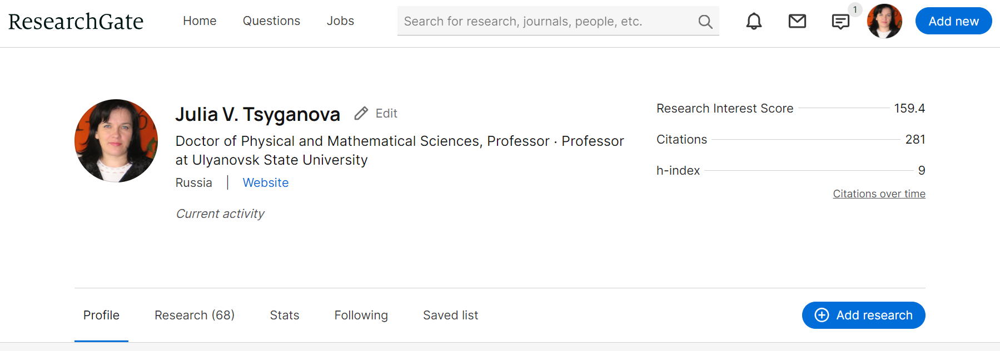 ResearchGate Home Questions Jobs Search for research, journals, people, etc. 1 Add new
Julia V. Tsyganova Edit
Doctor of Physical and Mathematical Sciences, Professor · Professor
at Ulyanovsk State University
Russia | Website
Current activity
Research Interest Score 159.4
Citations 281
h-index 9
Citations over time
Profile Research (68) Stats Following Saved list Add research